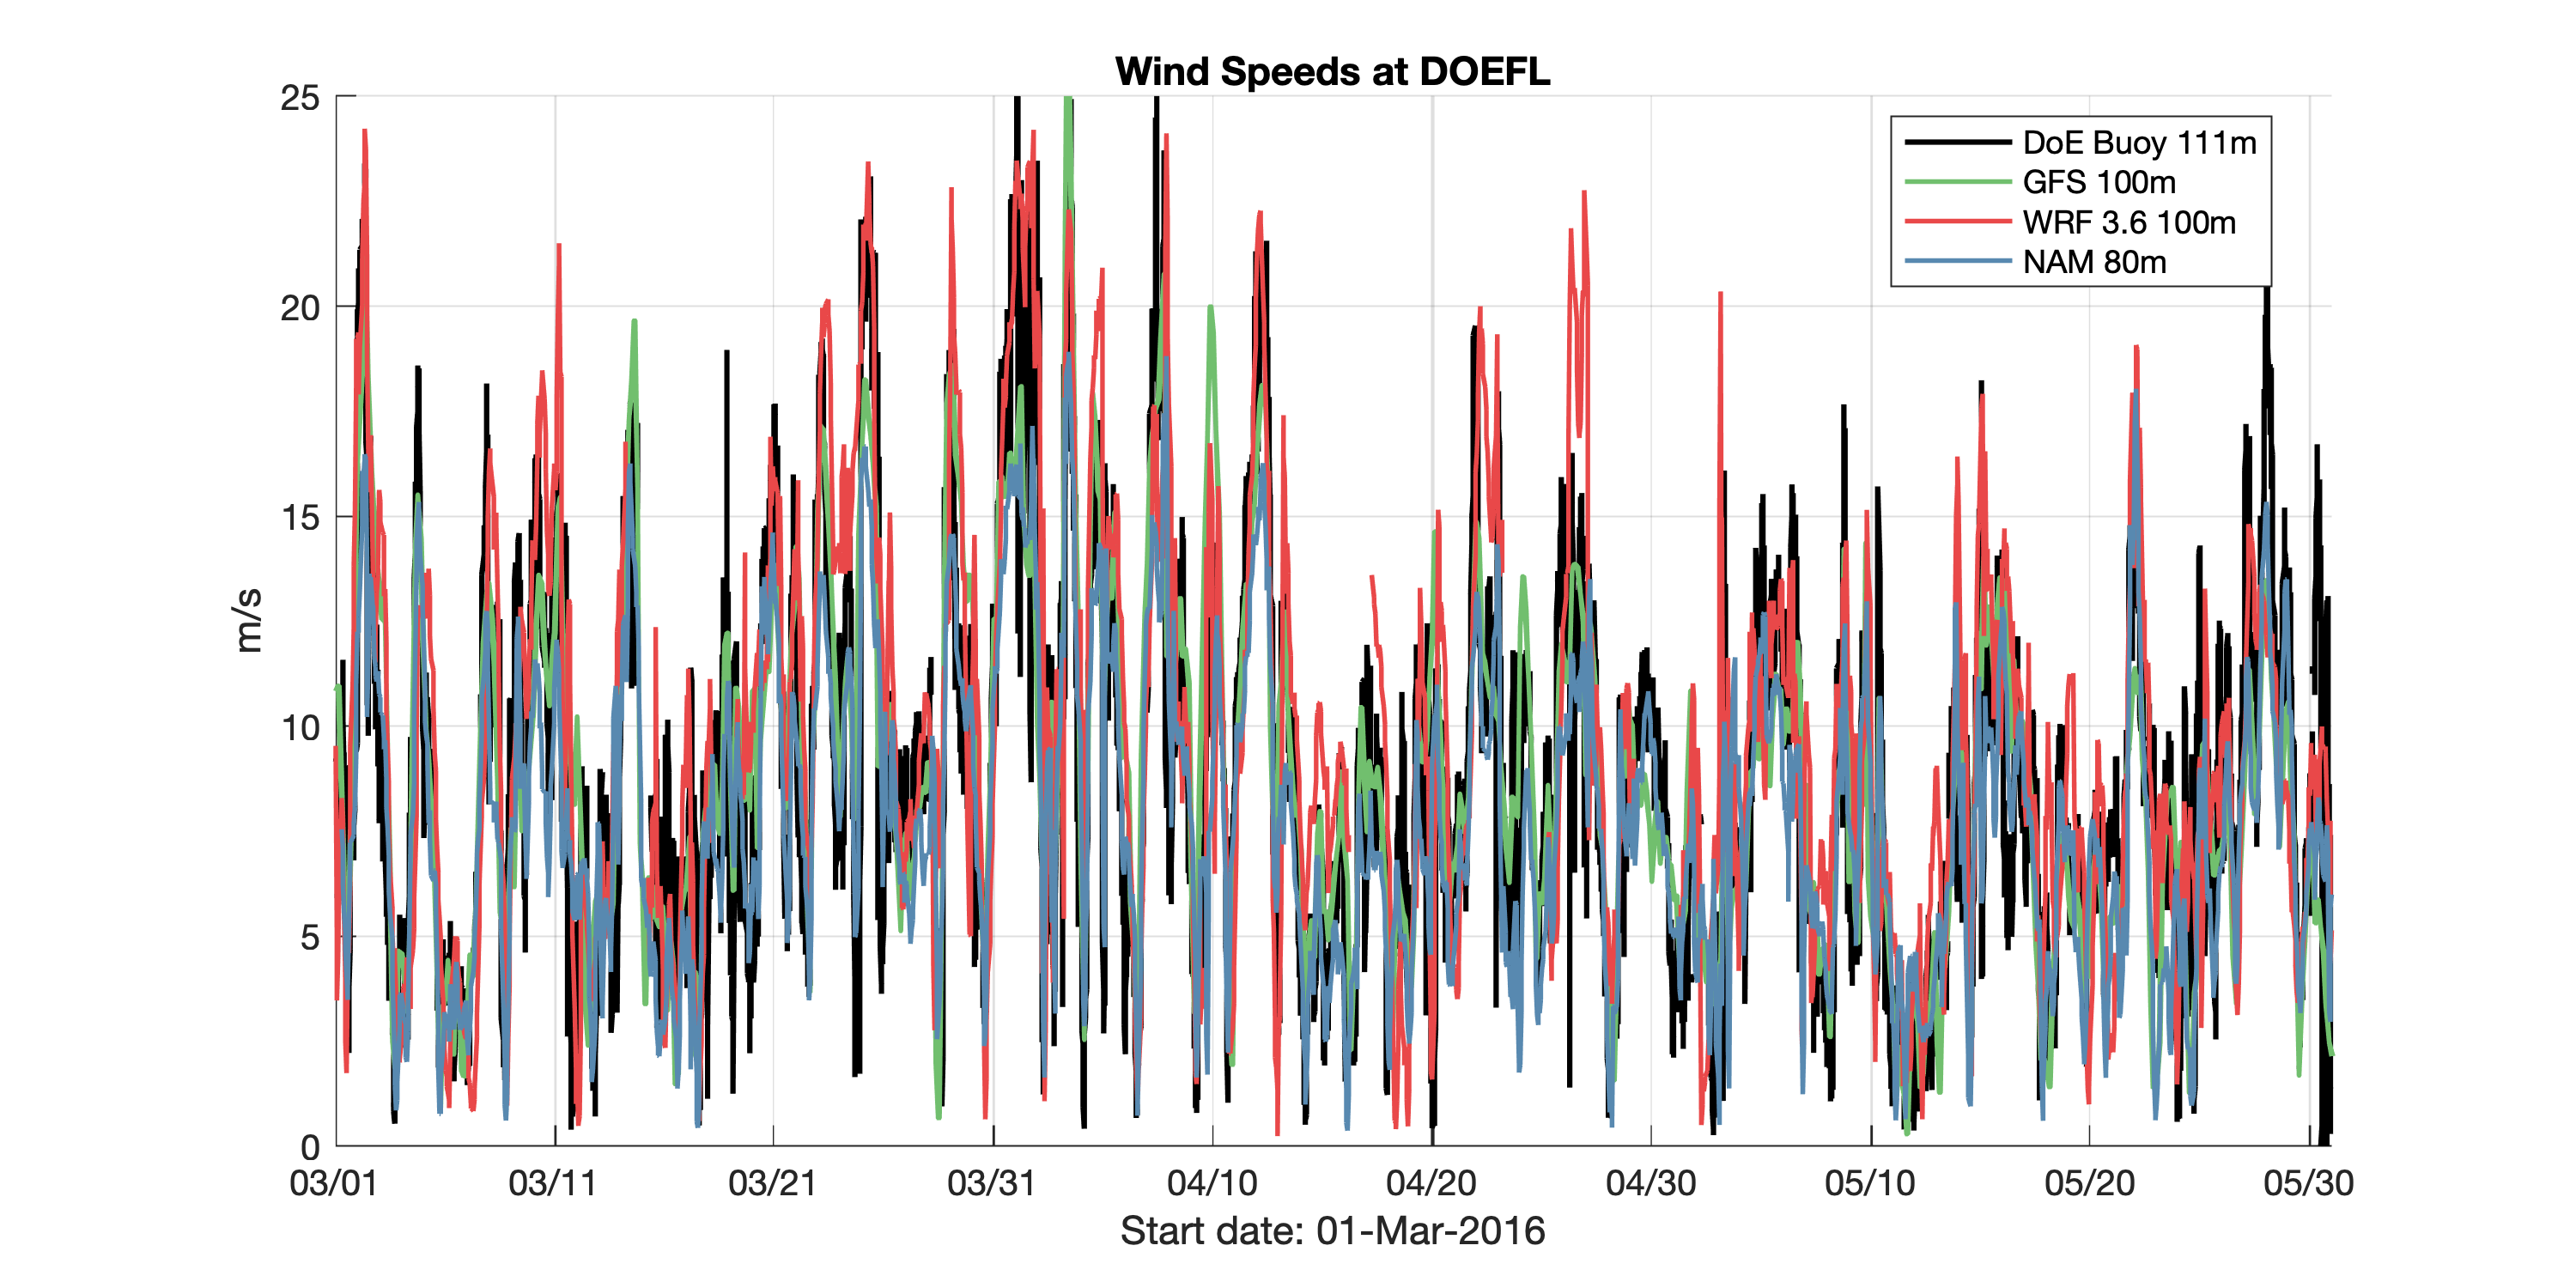 Wind Speeds at DOEFL
25
20
15
10
5
0
m/s
DoE Buoy 111m
GFS 100m
WRF 3.6 100m
NAM 80m
03/01 03/11 03/21 03/31 04/10 04/20 04/30 05/10 05/20 05/30
Start date: 01-Mar-2016